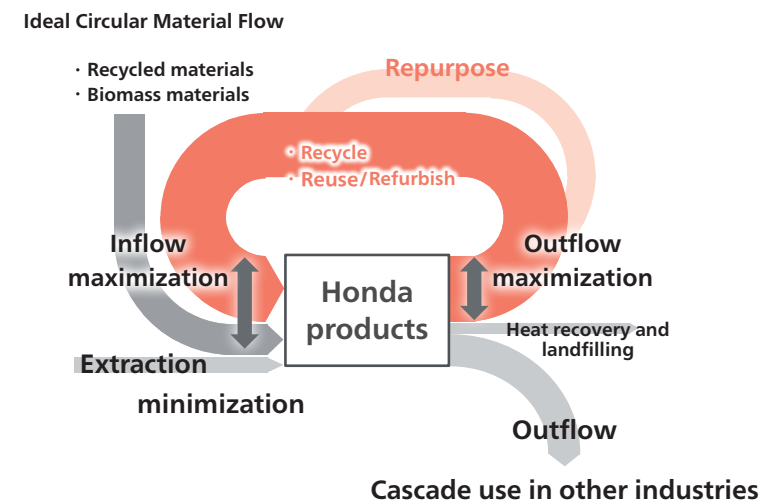 Ideal Circular Material Flow
· Recycled materials
· Biomass materials
Repurpose
· Recycle
· Reuse/Refurbish
Inflow
maximization
Outflow
maximization
Honda
products
Heat recovery and
landfilling
Extraction
minimization
Outflow
Cascade use in other industries